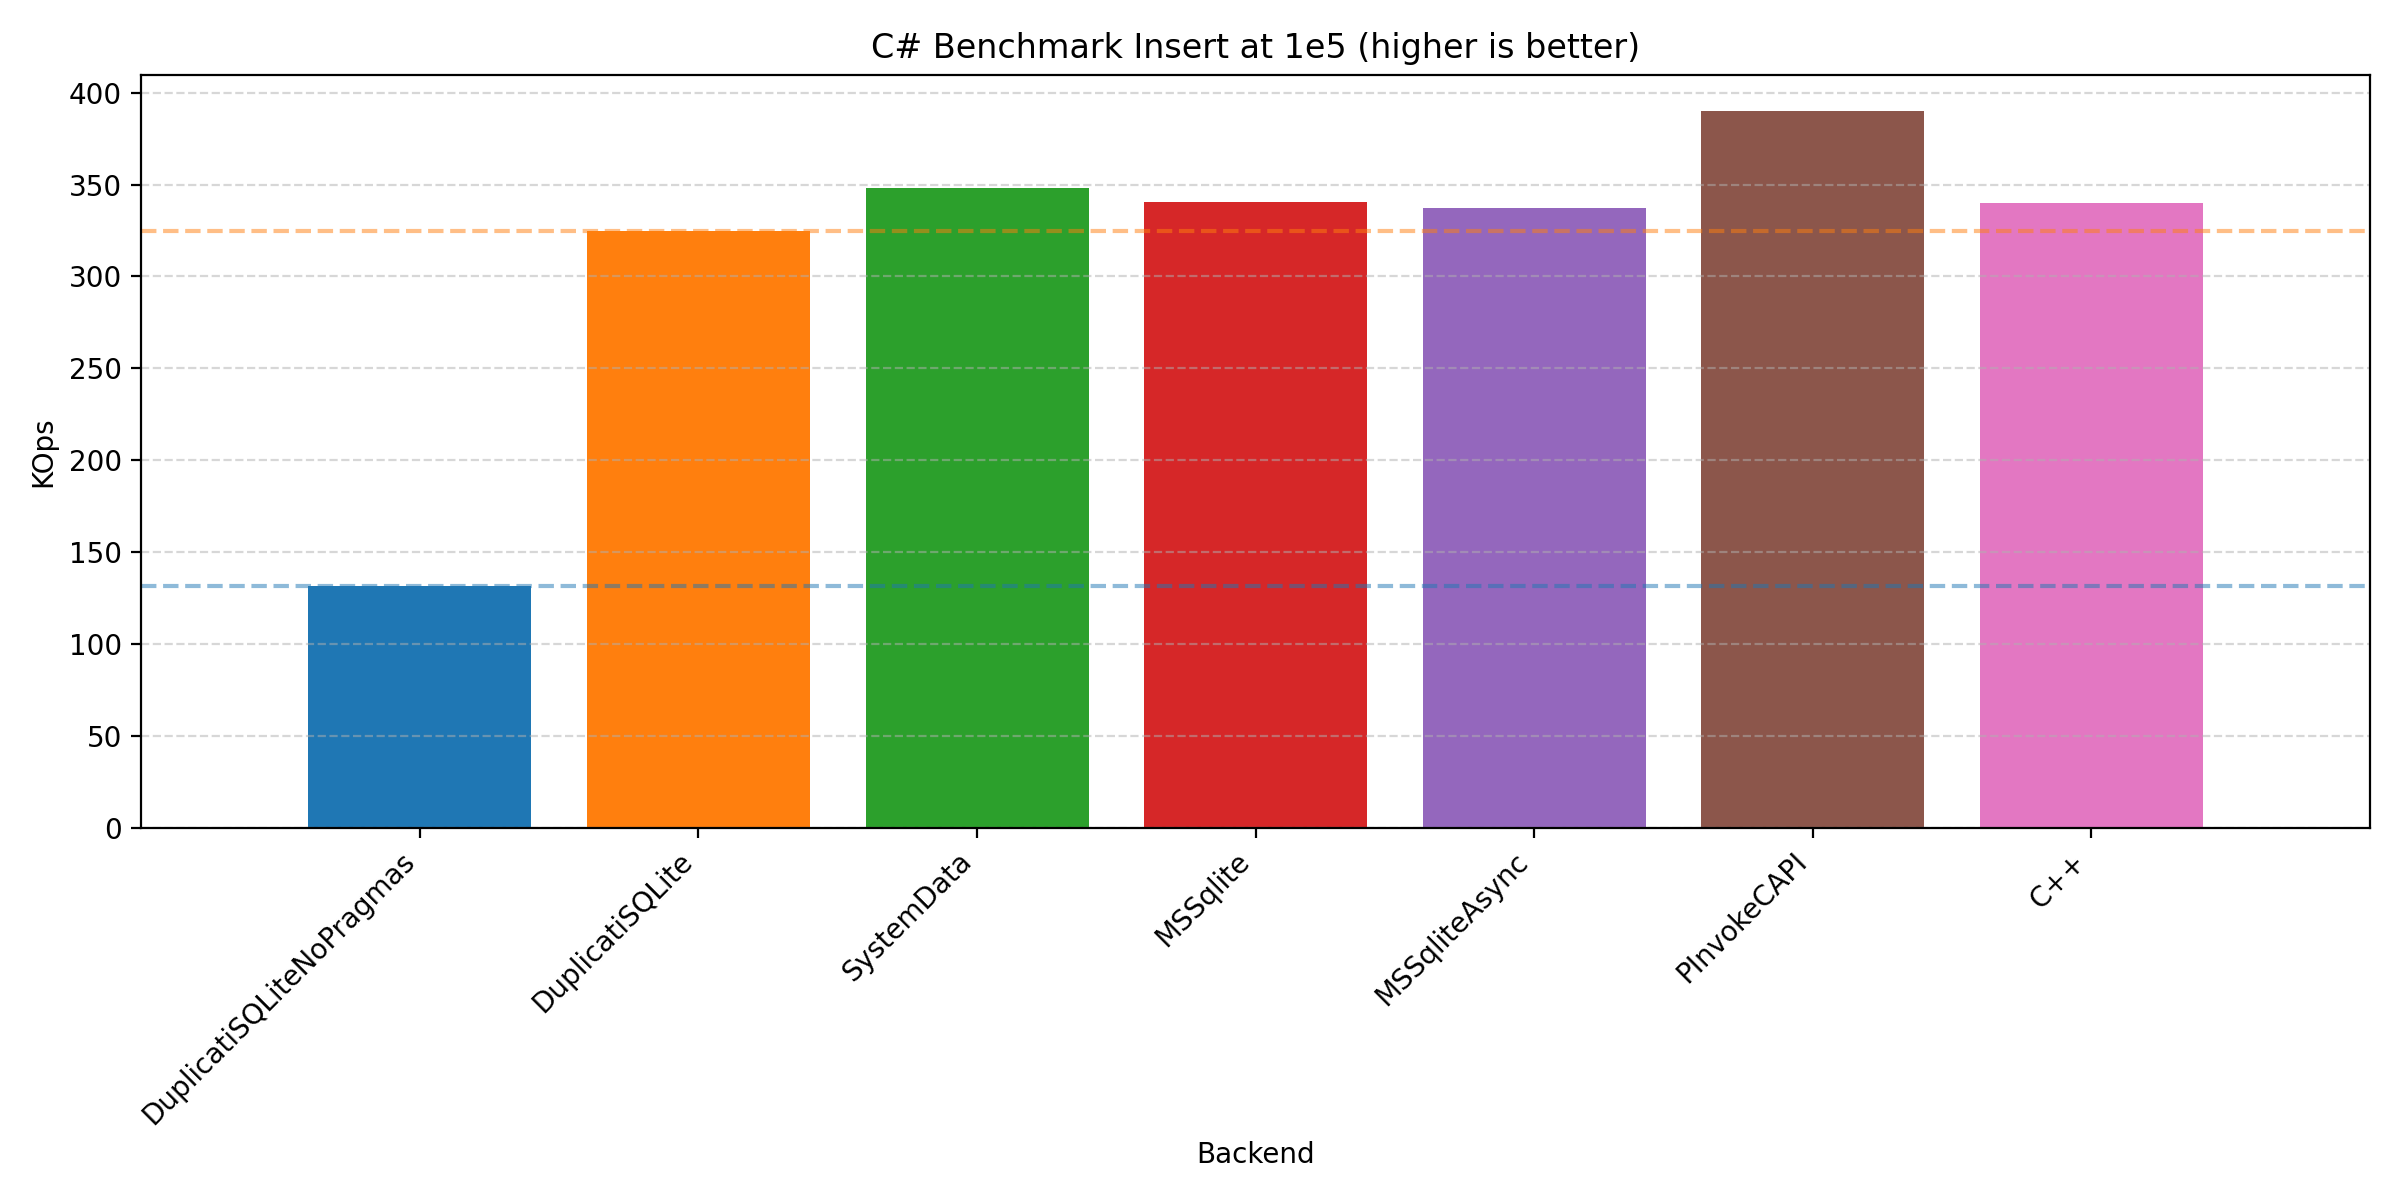 C# Benchmark Insert at 1e5 (higher is better)
KOps
400
350
300
250
200
150
100
50
0
DuplicatiSQLiteNoPragmas
DuplicatiSQLite
SystemData
MSSqlite
MSSqliteAsync
PInvokeCAPI
C++
Backend